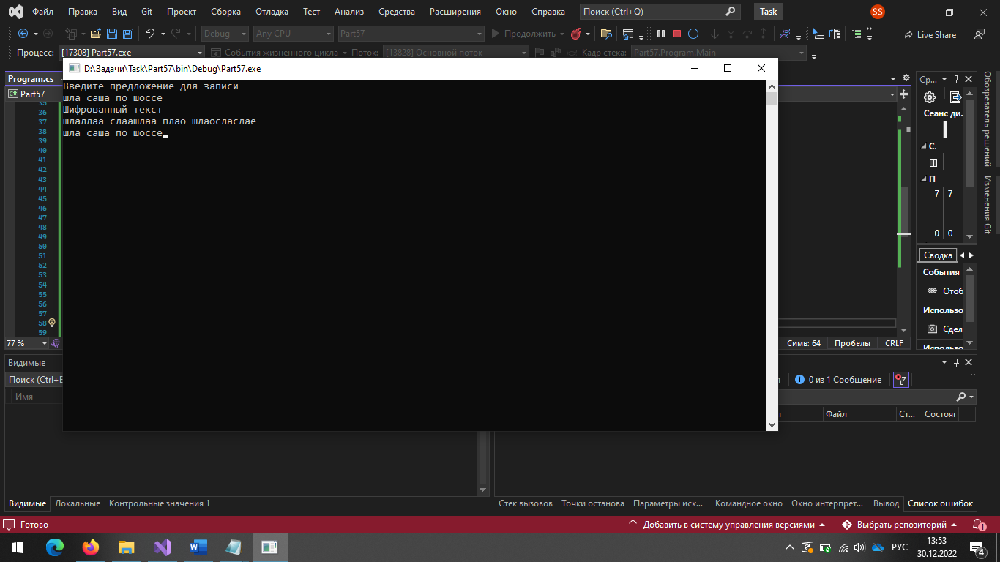 Файл Правка Вид Git Проект Сборка Отладка Тест Анализ Средства Расширения Окно Справка Поиск (Ctrl+Q) Task SS
Debug Any CPU Part57 Продолжить Live Share
Процесс: [17308] Part57.exe События жизненного цикла Поток: [13828] Основной поток Кадр стека: Part57.Program.Main
D:\Задачи\Task\Part57\bin\Debug\Part57.exe
Введите предложение для записи
шла саша по шоссе
Шифрованный текст
шлаллаа слаашлаа плао шлаосласлае
шла саша по шоссе
Program.cs
C# Part57
35
36
37
38
39
40
41
42
43
44
45
46
47
48
49
50
51
52
53
54
55
56
57
58
59
77 % Симв: 64 Пробелы CRLF
Ср...
Сеанс ди.
С.
П.
7 7
0 0
Сводка
События
Отоб
Использо
Сдел
Использо
Обозреватель решений
Изменения Git
Видимые
Поиск (Ctrl+E
Имя
0 из 1 Сообщение
Файл Ст... Состоян
Видимые Локальные Контрольные значения 1
Стек вызовов Точки останова Параметры иск... Командное окно Окно интерпрет... Вывод Список ошибок
Готово Добавить в систему управления версиями Выбрать репозиторий 1
РУС 13:53
30.12.2022 4